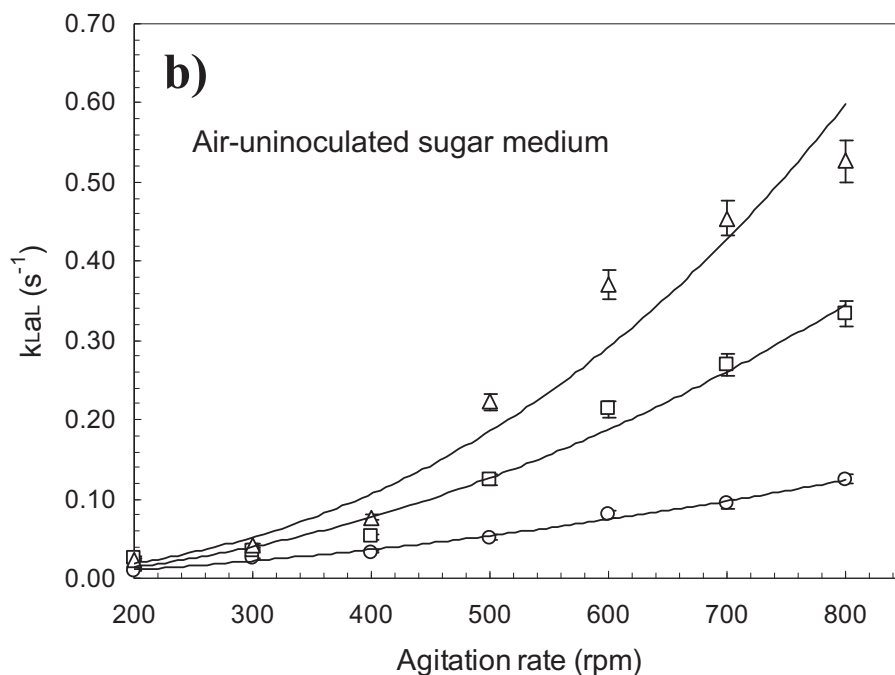 b)
Air-uninoculated sugar medium
kLaL (s⁻¹)
0.70
0.60
0.50
0.40
0.30
0.20
0.10
0.00
200 300 400 500 600 700 800
Agitation rate (rpm)